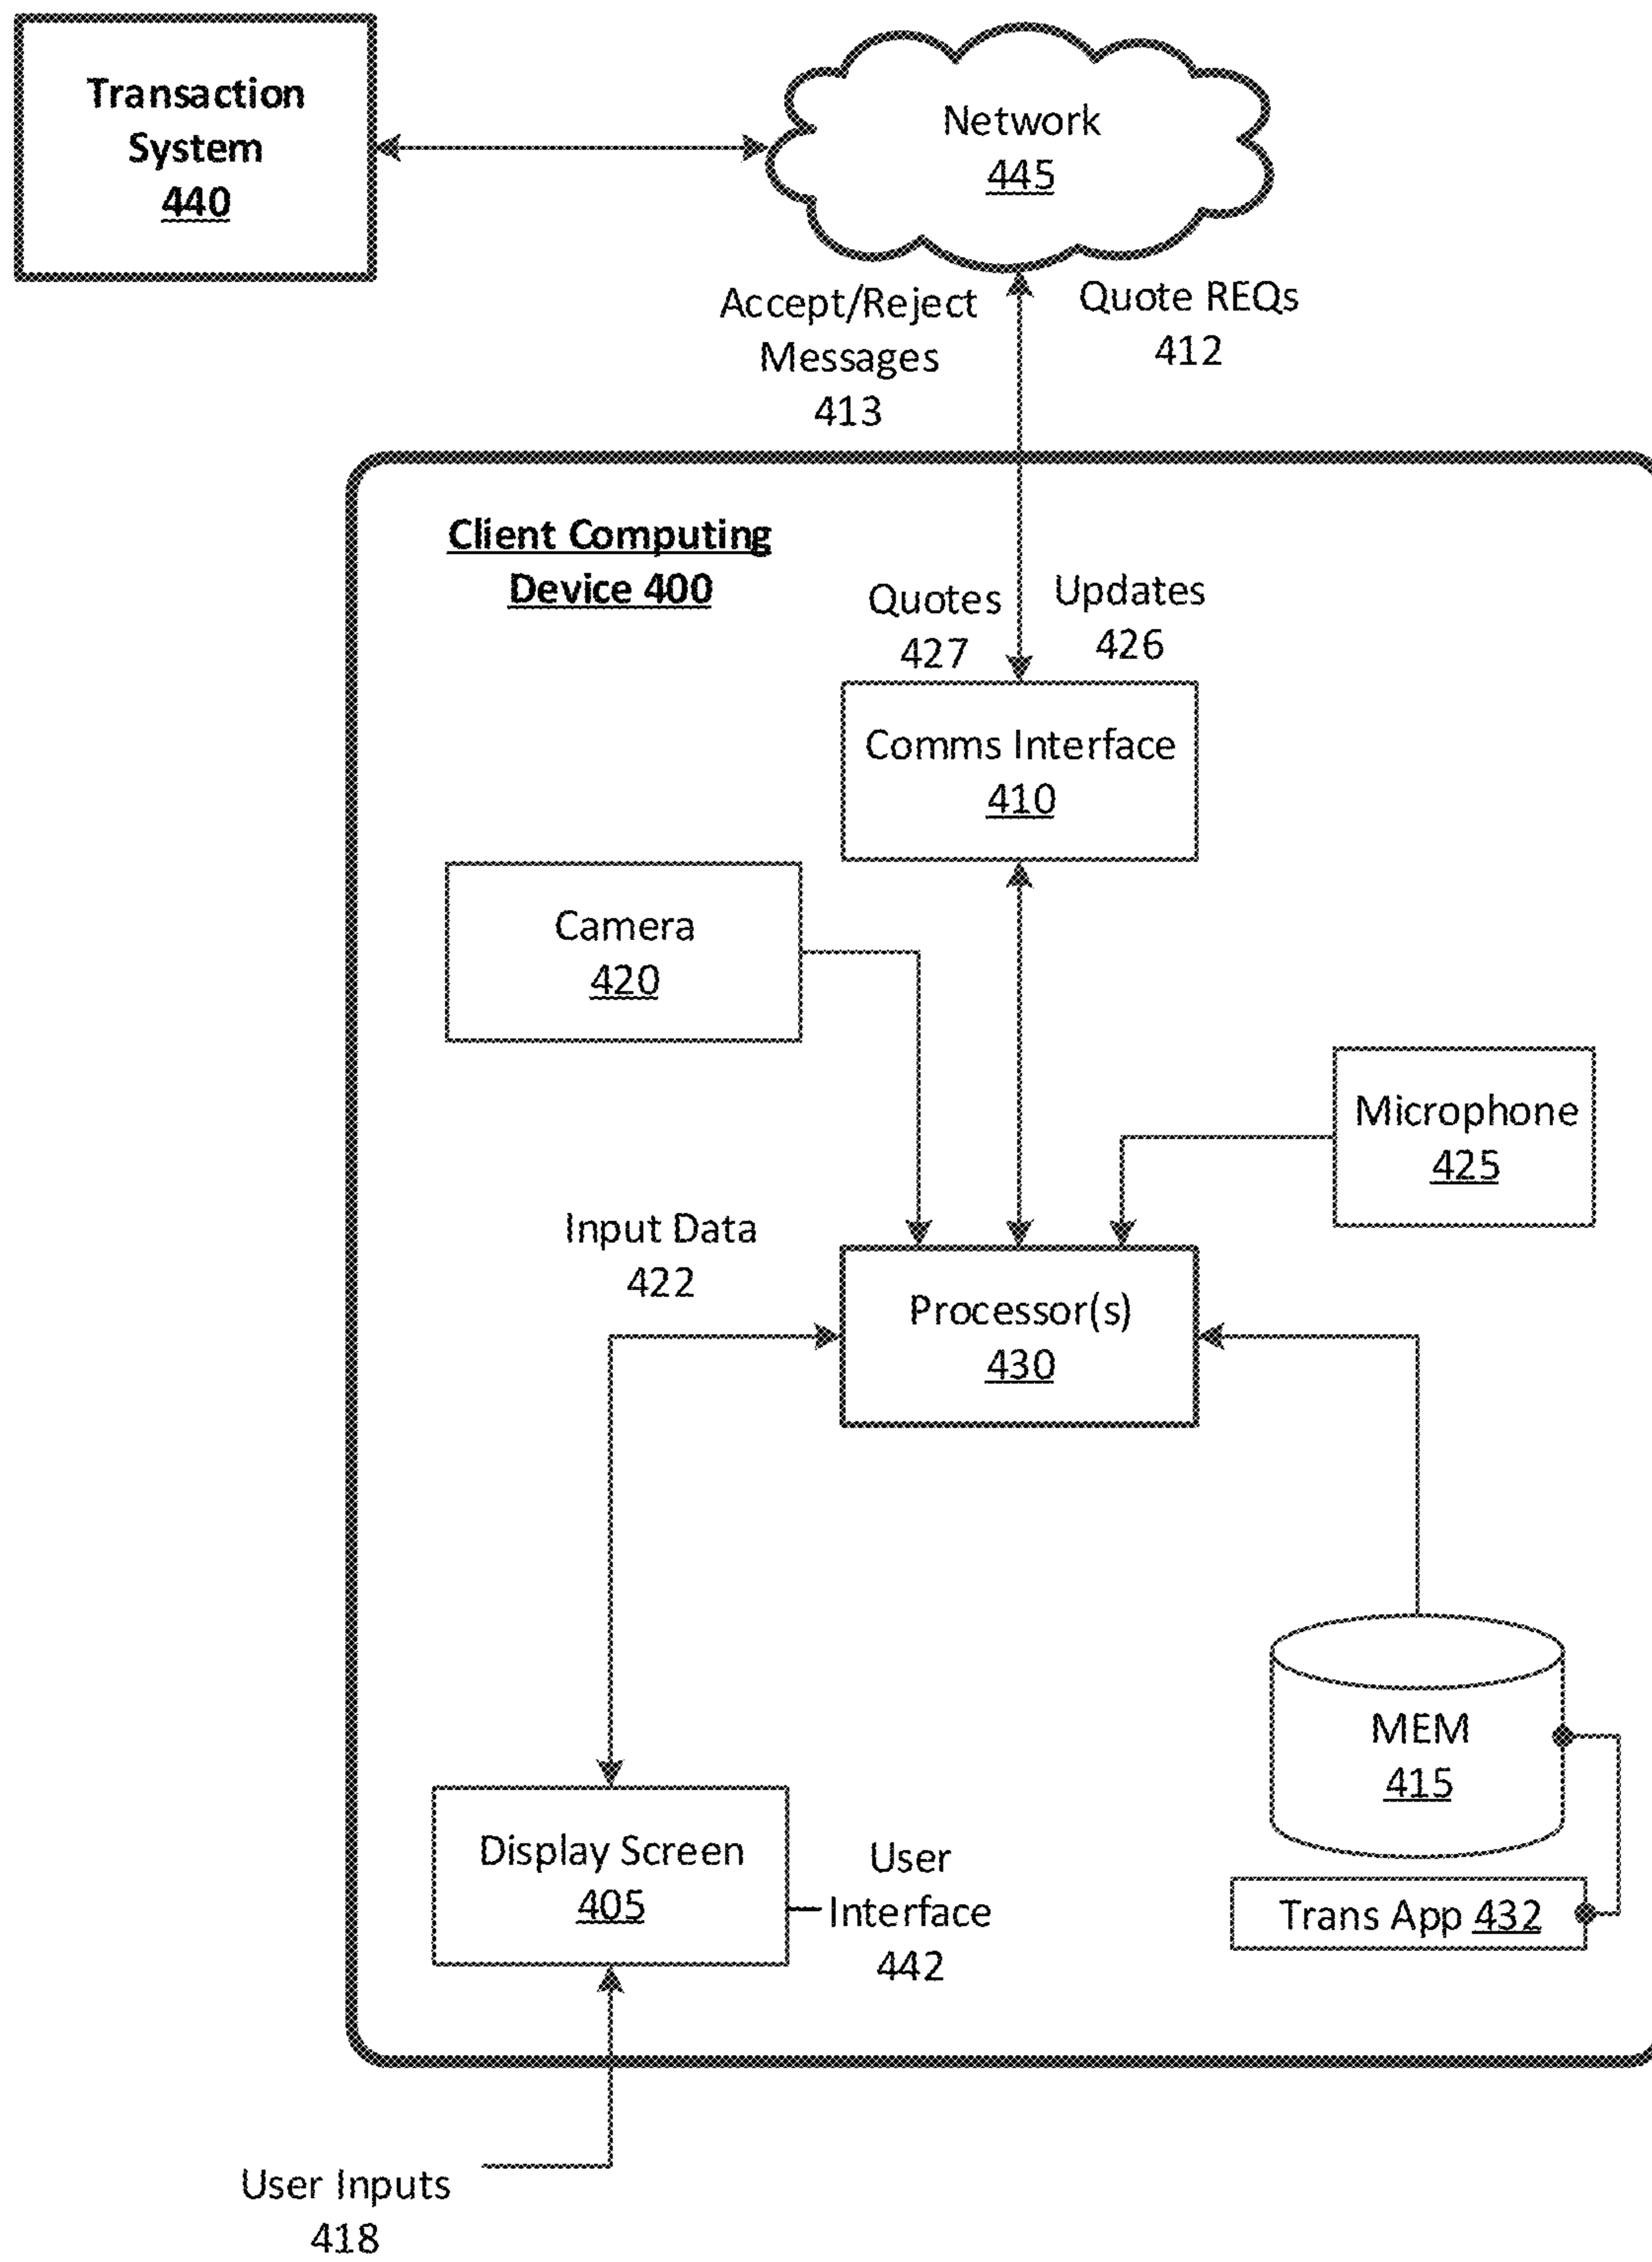 Transaction
System
440
Network
445
Accept/Reject
Messages
413
Quote REQs
412
Client Computing
Device 400
Quotes
427
Updates
426
Comms Interface
410
Camera
420
Microphone
425
Input Data
422
Processor(s)
430
MEM
415
Display Screen
405
User
Interface
442
Trans App 432
User Inputs
418